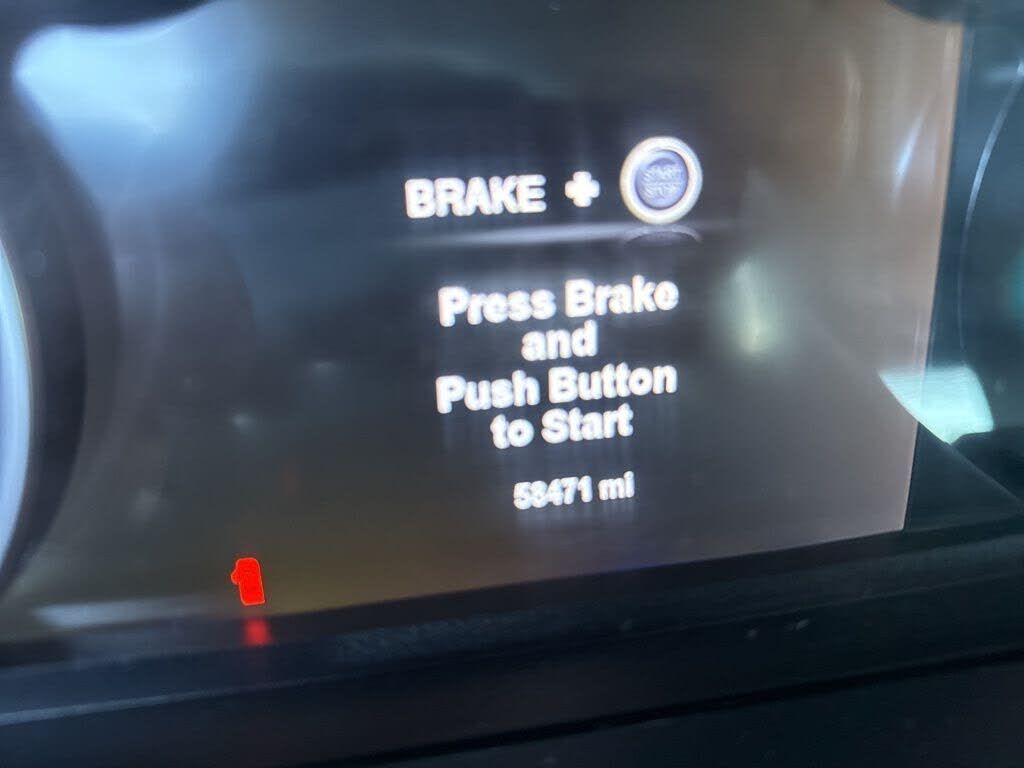 BRAKE + START STOP
Press Brake
and
Push Button
to Start
58471 mi